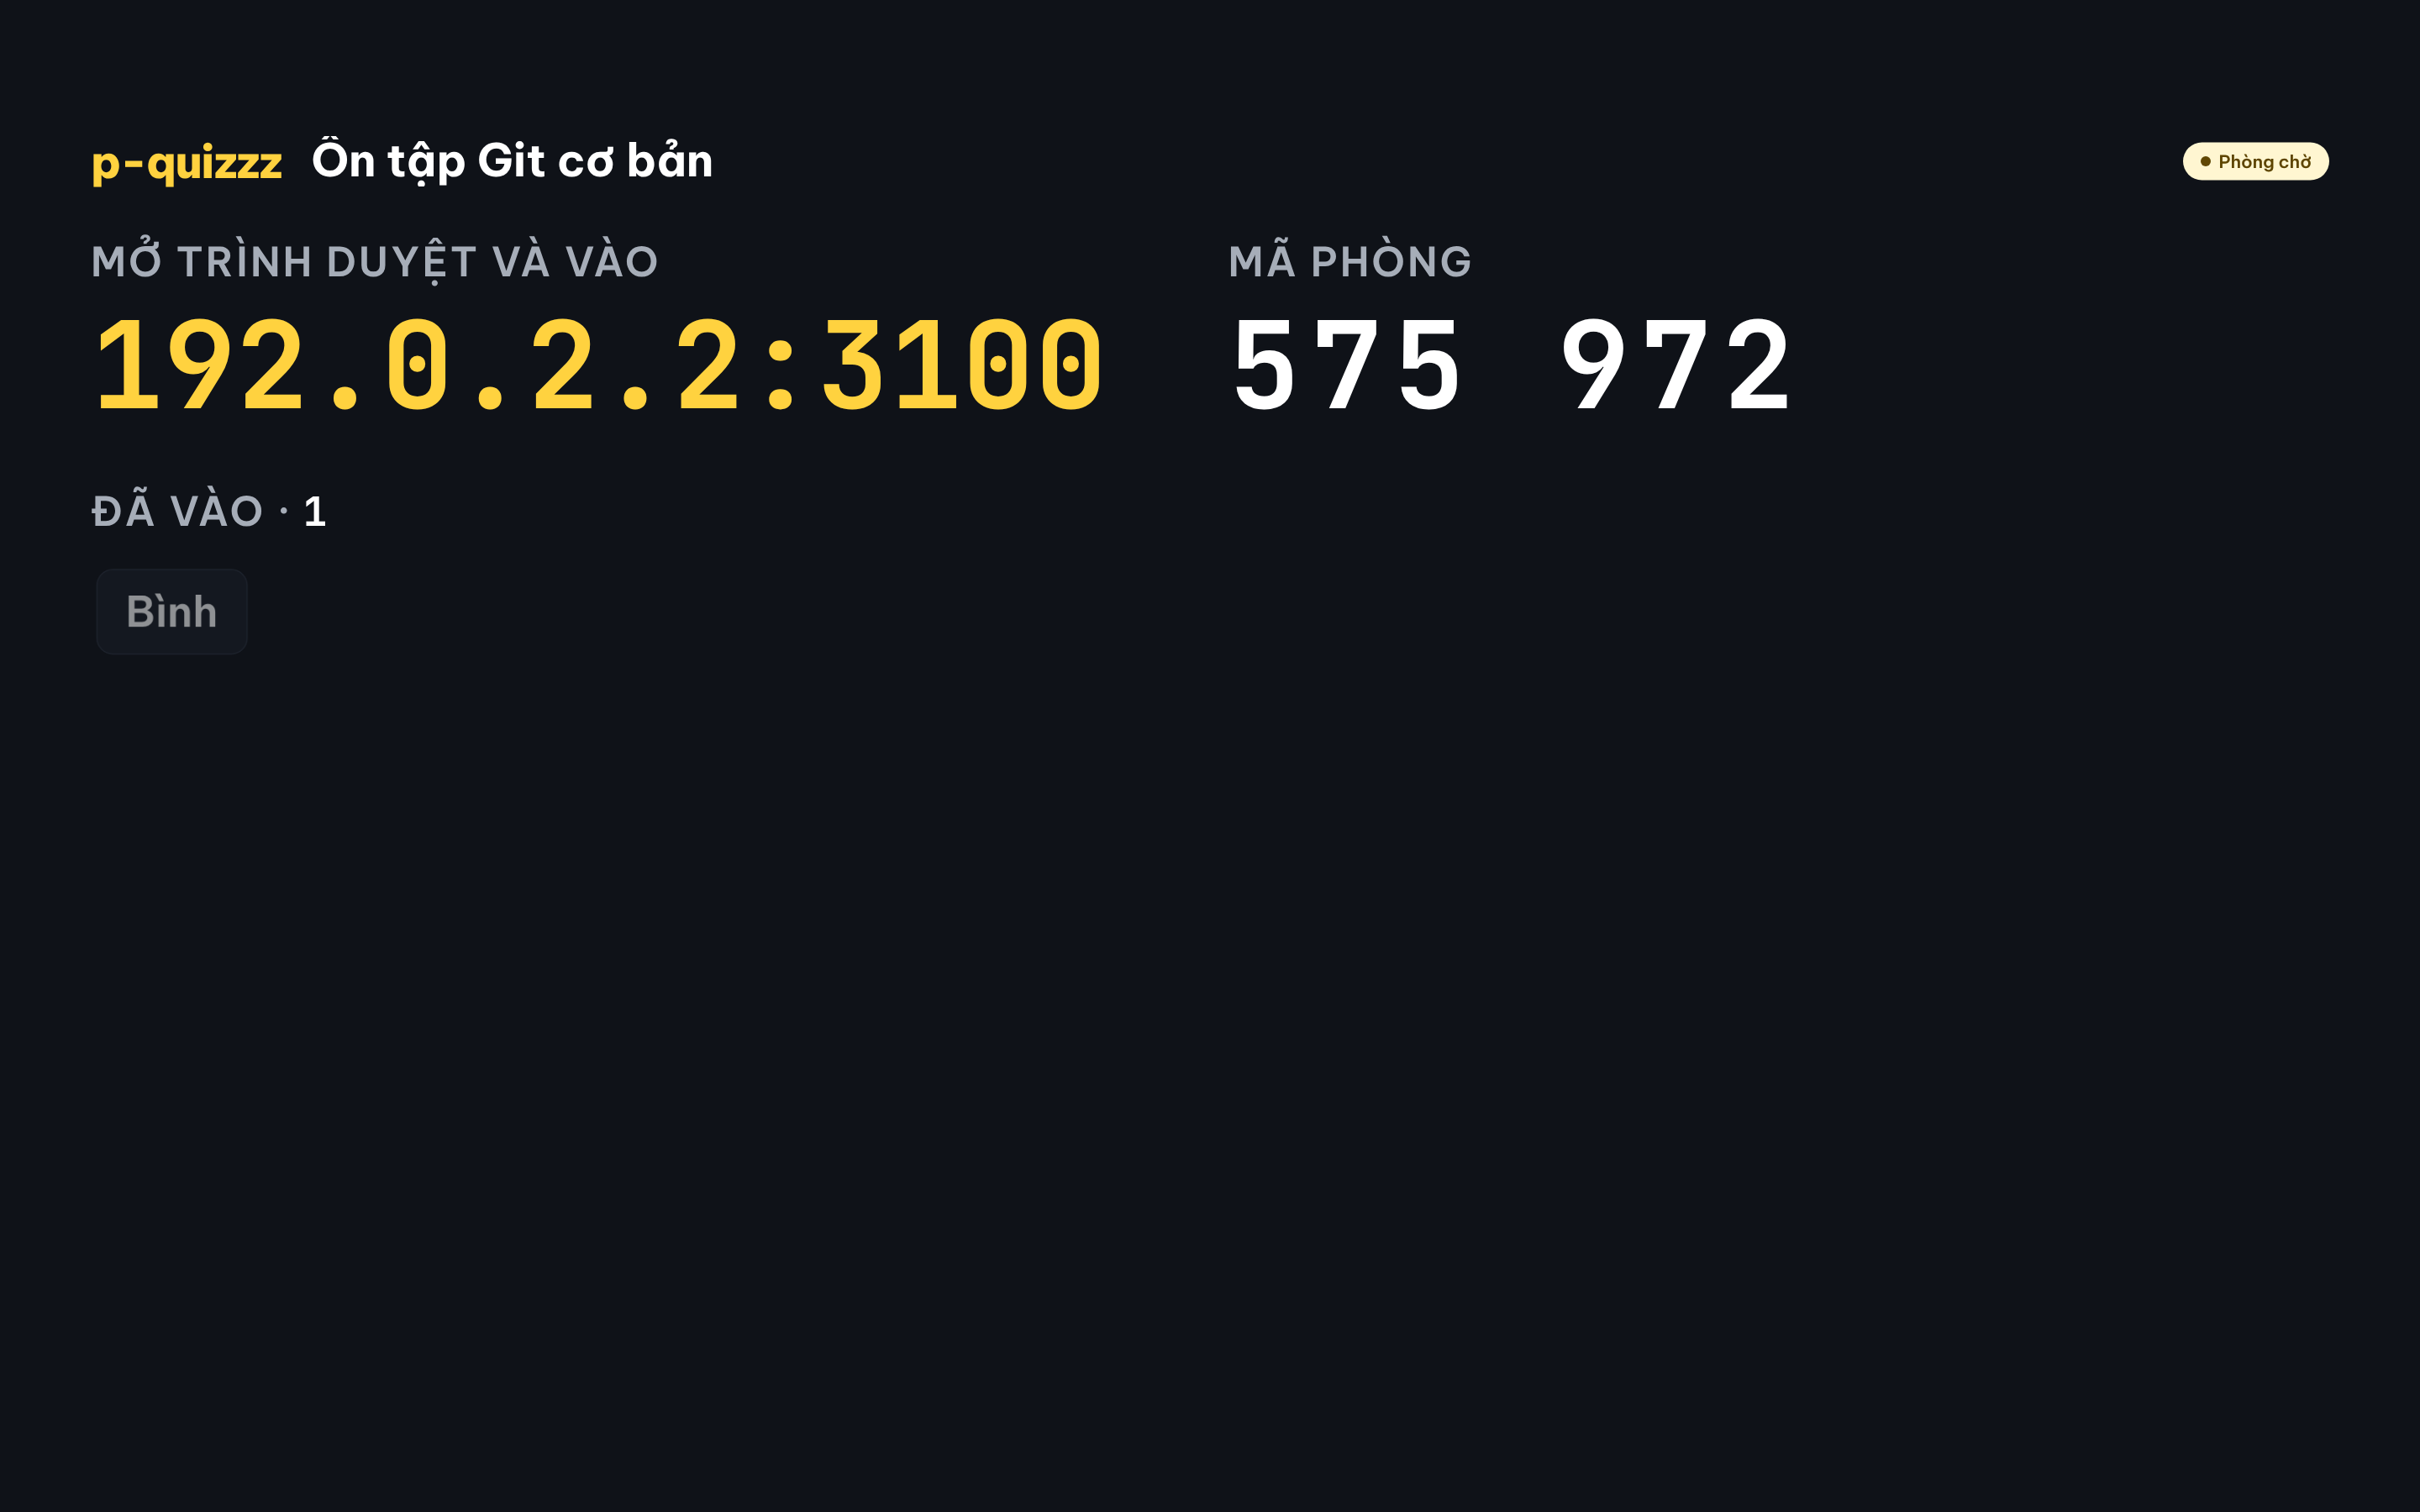 p-quizzz Ôn tập Git cơ bản
Phòng chờ
MỞ TRÌNH DUYỆT VÀ VÀO
192.0.2.2:3100
MÃ PHÒNG
575 972
ĐÃ VÀO · 1
Bình